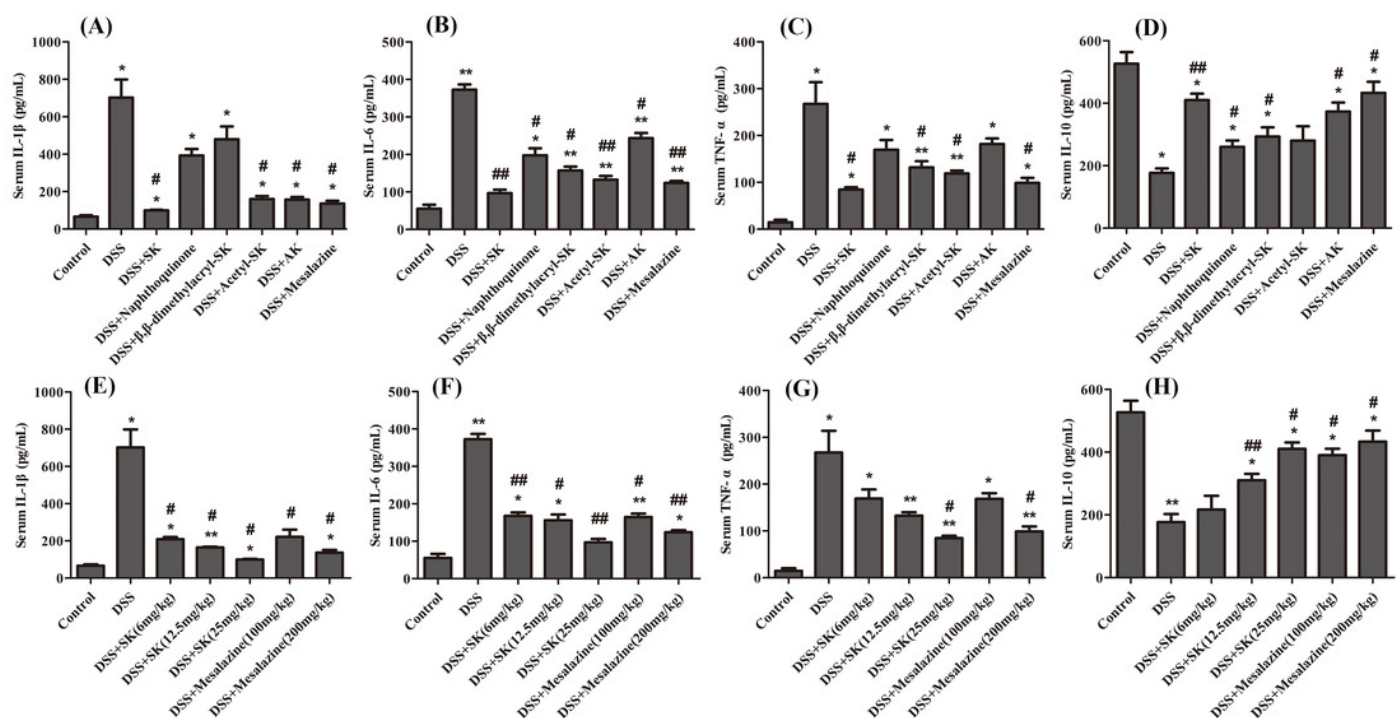 (A)
Serum IL-1β (pg/mL)
1000
800
600
400
200
0
*
#
*
*
*
#
*
#
*
#
*
Control
DSS
DSS+SK
DSS+Naphthoquinone
DSS+β,β-dimethylacryl-SK
DSS+Acetyl-SK
DSS+AK
DSS+Mesalazine
(B)
Serum IL-6 (pg/mL)
500
400
300
200
100
0
**
##
#
*
#
**
##
**
#
**
##
**
Control
DSS
DSS+SK
DSS+Naphthoquinone
DSS+β,β-dimethylacryl-SK
DSS+Acetyl-SK
DSS+AK
DSS+Mesalazine
(C)
Serum TNF- α (pg/mL)
400
300
200
100
0
*
#
*
*
#
**
#
**
*
#
*
Control
DSS
DSS+SK
DSS+Naphthoquinone
DSS+β,β-dimethylacryl-SK
DSS+Acetyl-SK
DSS+AK
DSS+Mesalazine
(D)
Serum IL-10 (pg/mL)
600
400
200
0
*
##
*
#
*
#
*
#
*
#
*
Control
DSS
DSS+SK
DSS+Naphthoquinone
DSS+β,β-dimethylacryl-SK
DSS+Acetyl-SK
DSS+AK
DSS+Mesalazine
(E)
Serum IL-1β (pg/mL)
1000
800
600
400
200
0
*
#
*
#
**
#
*
#
#
*
Control
DSS
DSS+SK(6mg/kg)
DSS+SK(12.5mg/kg)
DSS+SK(25mg/kg)
DSS+Mesalazine(100mg/kg)
DSS+Mesalazine(200mg/kg)
(F)
Serum IL-6 (pg/mL)
500
400
300
200
100
0
**
##
*
#
*
##
#
**
##
*
Control
DSS
DSS+SK(6mg/kg)
DSS+SK(12.5mg/kg)
DSS+SK(25mg/kg)
DSS+Mesalazine(100mg/kg)
DSS+Mesalazine(200mg/kg)
(G)
Serum TNF- α (pg/mL)
400
300
200
100
0
*
*
**
#
**
*
#
**
Control
DSS
DSS+SK(6mg/kg)
DSS+SK(12.5mg/kg)
DSS+SK(25mg/kg)
DSS+Mesalazine(100mg/kg)
DSS+Mesalazine(200mg/kg)
(H)
Serum IL-10 (pg/mL)
600
400
200
0
**
##
*
#
*
#
*
#
*
Control
DSS
DSS+SK(6mg/kg)
DSS+SK(12.5mg/kg)
DSS+SK(25mg/kg)
DSS+Mesalazine(100mg/kg)
DSS+Mesalazine(200mg/kg)